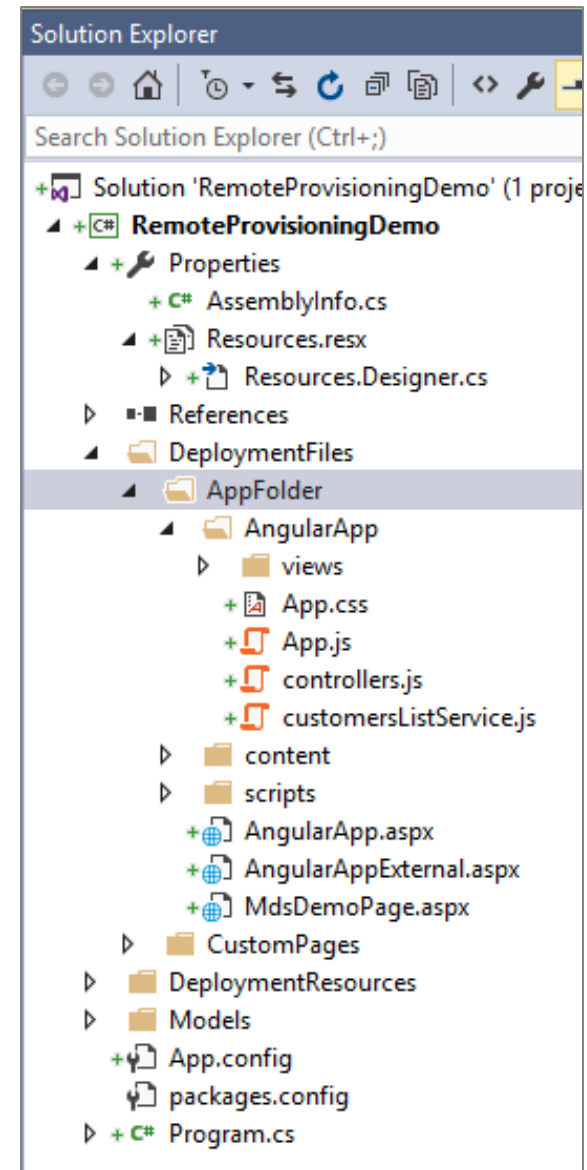 Solution Explorer
Search Solution Explorer (Ctrl+;)
Solution 'RemoteProvisioningDemo' (1 proje
C# RemoteProvisioningDemo
Properties
C# AssemblyInfo.cs
Resources.resx
Resources.Designer.cs
References
DeploymentFiles
AppFolder
AngularApp
views
App.css
App.js
controllers.js
customersListService.js
content
scripts
AngularApp.aspx
AngularAppExternal.aspx
MdsDemoPage.aspx
CustomPages
DeploymentResources
Models
App.config
packages.config
C# Program.cs